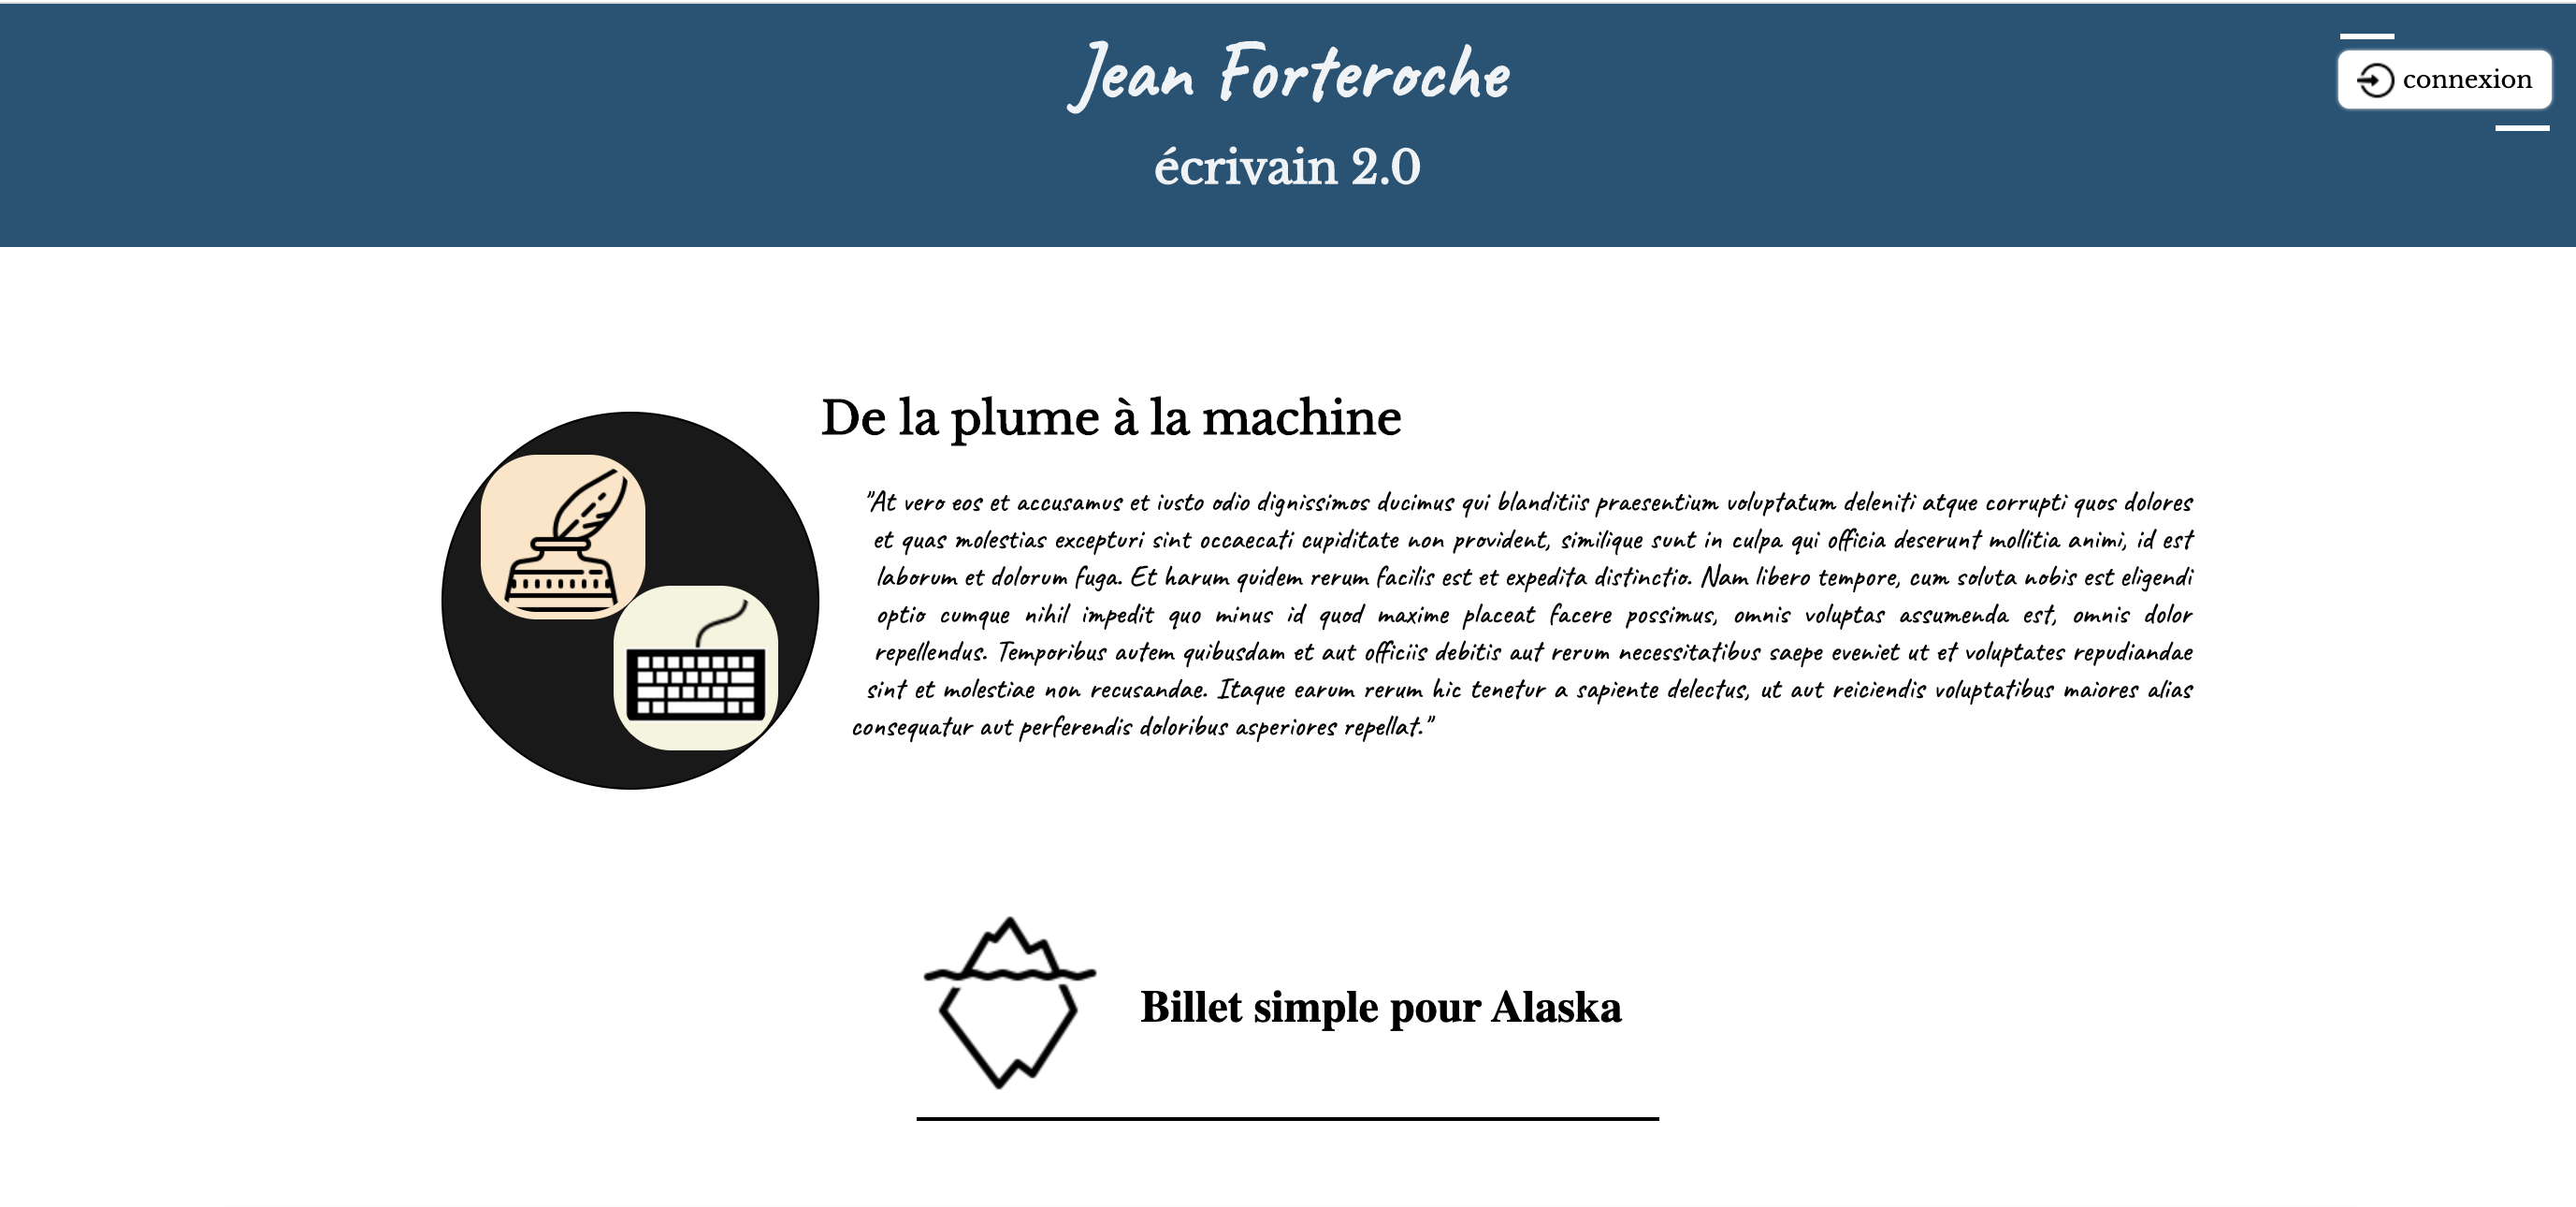 Jean Forteroche
connexion
écrivain 2.0
De la plume à la machine
"At vero eos et accusamus et iusto odio dignissimos ducimus qui blanditiis praesentium voluptatum deleniti atque corrupti quos dolores
et quas molestias excepturi sint occaecati cupiditate non provident, similique sunt in culpa qui officia deserunt mollitia animi, id est
laborum et dolorum fuga. Et harum quidem rerum facilis est et expedita distinctio. Nam libero tempore, cum soluta nobis est eligendi
optio cumque nihil impedit quo minus id quod maxime placeat facere possimus, omnis voluptas assumenda est, omnis dolor
repellendus. Temporibus autem quibusdam et aut officiis debitis aut rerum necessitatibus saepe eveniet ut et voluptates repudiandae
sint et molestiae non recusandae. Itaque earum rerum hic tenetur a sapiente delectus, ut aut reiciendis voluptatibus maiores alias
consequatur aut perferendis doloribus asperiores repellat."
Billet simple pour Alaska